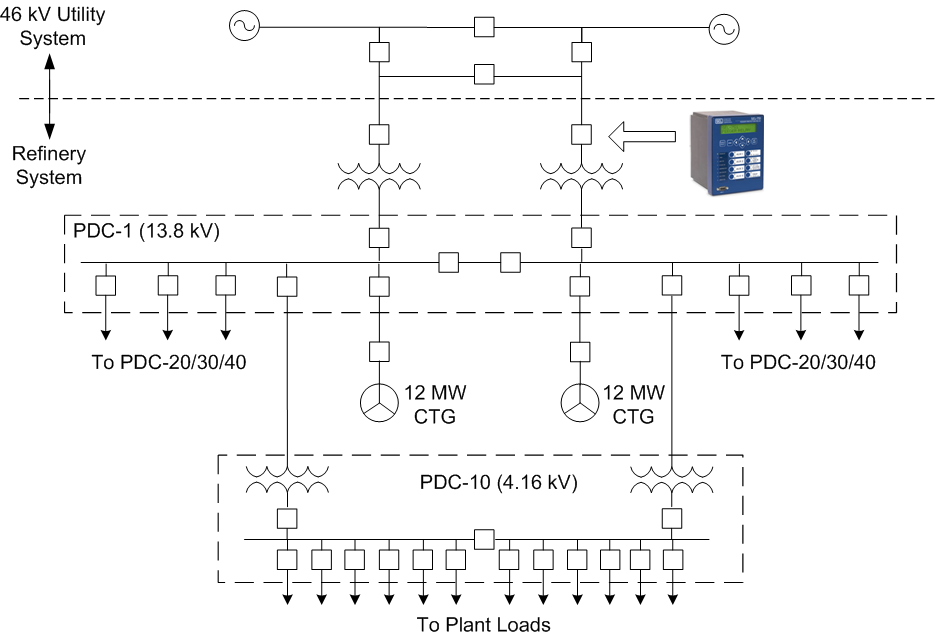 46 kV Utility
System
Refinery
System
PDC-1 (13.8 kV)
To PDC-20/30/40
To PDC-20/30/40
12 MW
CTG
12 MW
CTG
PDC-10 (4.16 kV)
To Plant Loads